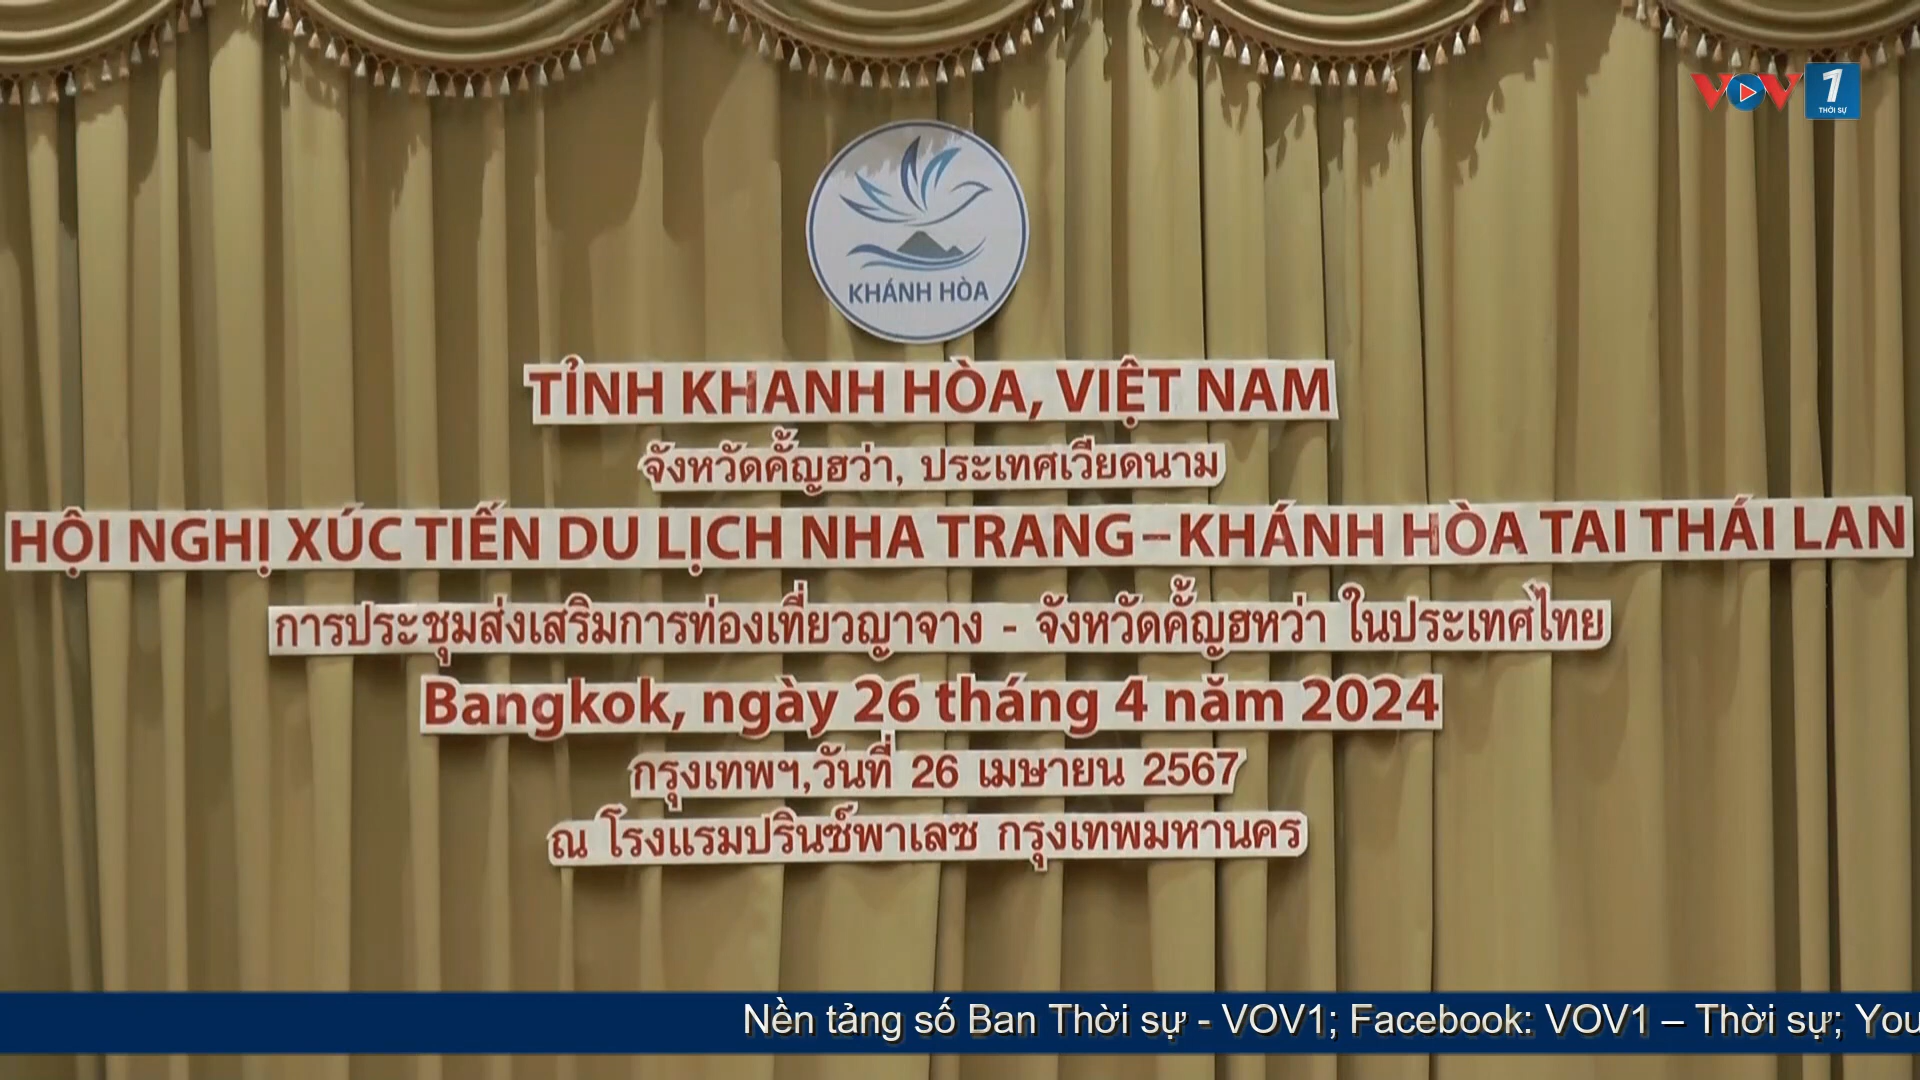 VOV 1
THỜI SỰ
KHÁNH HÒA
TỈNH KHANH HÒA, VIỆT NAM
จังหวัดคั้ญฮว่า, ประเทศเวียดนาม
HỘI NGHỊ XÚC TIẾN DU LỊCH NHA TRANG–KHÁNH HÒA TAI THÁI LAN
การประชุมส่งเสริมการท่องเที่ยวญาจาง - จังหวัดคั้ญฮหว่า ในประเทศไทย
Bangkok, ngày 26 tháng 4 năm 2024
กรุงเทพฯ,วันที่ 26 เมษายน 2567
ณ โรงแรมปรินซ์พาเลซ กรุงเทพมหานคร
Nền tảng số Ban Thời sự - VOV1; Facebook: VOV1 – Thời sự; You